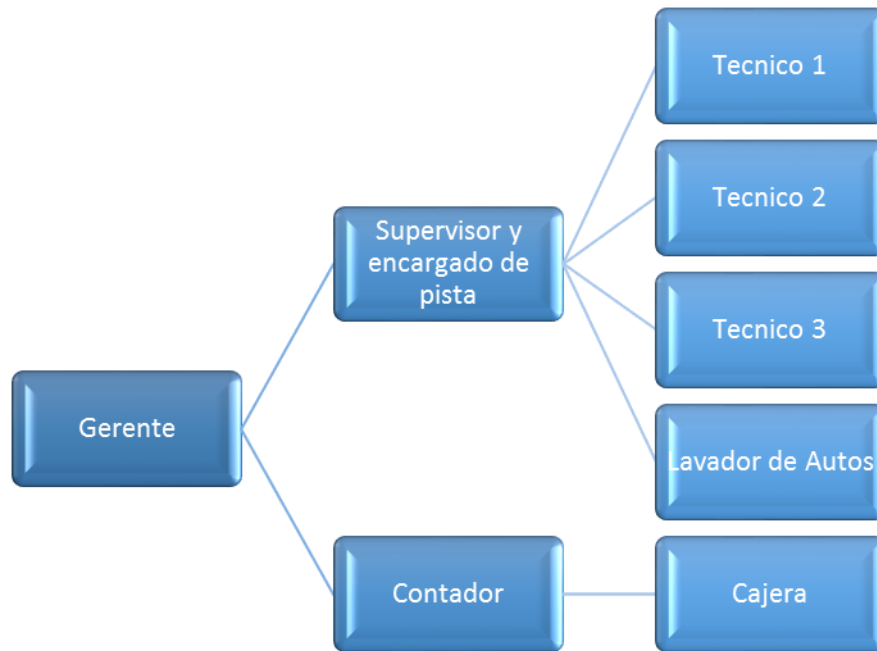 Gerente
Supervisor y
encargado de
pista
Tecnico 1
Tecnico 2
Tecnico 3
Lavador de Autos
Contador
Cajera